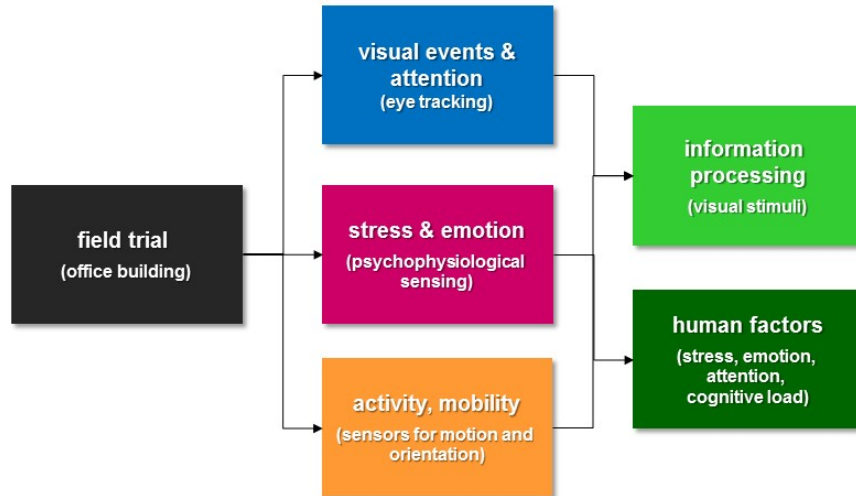 visual events &
attention
(eye tracking)
information
processing
(visual stimuli)
field trial
(office building)
stress & emotion
(psychophysiological
sensing)
human factors
(stress, emotion,
attention,
cognitive load)
activity, mobility
(sensors for motion and
orientation)